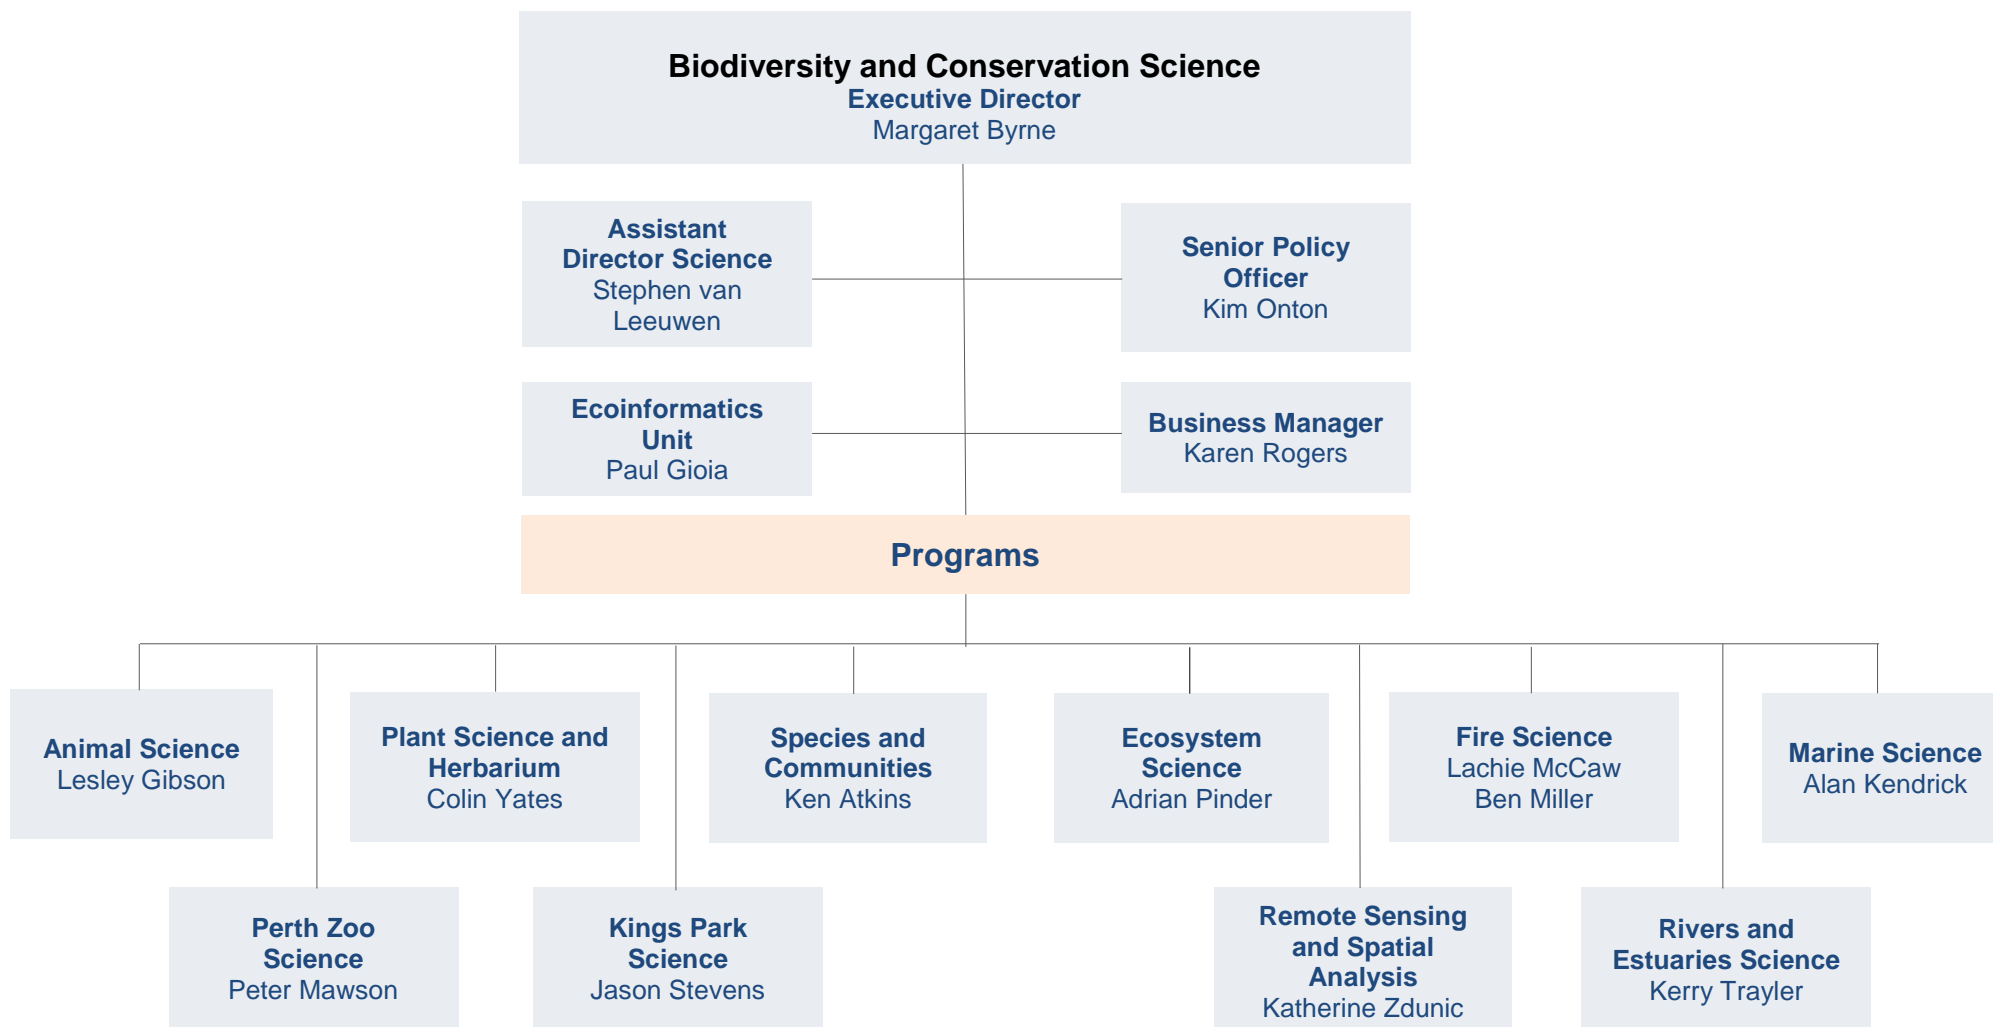 Biodiversity and Conservation Science
Executive Director
Margaret Byrne
Assistant
Director Science
Stephen van
Leeuwen
Senior Policy
Officer
Kim Onton
Ecoinformatics
Unit
Paul Gioia
Business Manager
Karen Rogers
Programs
Animal Science
Lesley Gibson
Plant Science and
Herbarium
Colin Yates
Species and
Communities
Ken Atkins
Ecosystem
Science
Adrian Pinder
Fire Science
Lachie McCaw
Ben Miller
Marine Science
Alan Kendrick
Perth Zoo
Science
Peter Mawson
Kings Park
Science
Jason Stevens
Remote Sensing
and Spatial
Analysis
Katherine Zdunic
Rivers and
Estuaries Science
Kerry Trayler